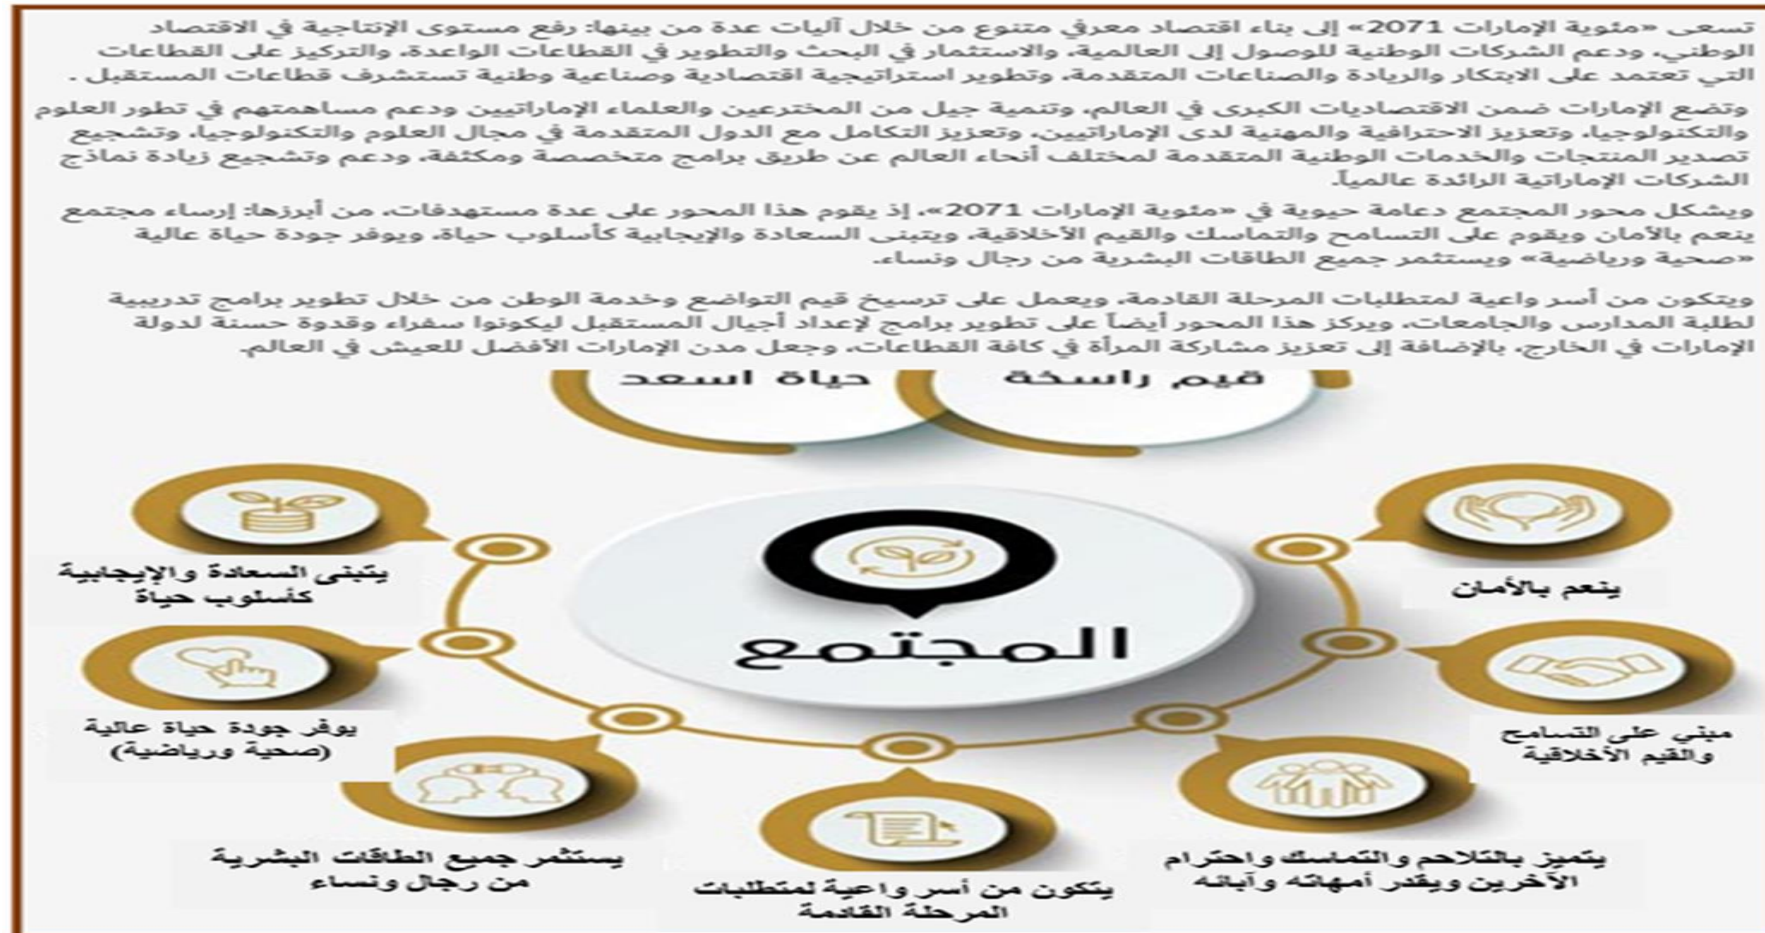 تسعى «مئوية الإمارات 2071» إلى بناء اقتصاد معرفي متنوع من خلال آليات عدة من بينها: رفع مستوى الإنتاجية في الاقتصاد
الوطني، ودعم الشركات الوطنية للوصول إلى العالمية، والاستثمار في البحث والتطوير في القطاعات الواعدة، والتركيز على القطاعات
التي تعتمد على الابتكار والريادة والصناعات المتقدمة، وتطوير استراتيجية اقتصادية وصناعية وطنية تستشرف قطاعات المستقبل .
وتضع الإمارات ضمن الاقتصاديات الكبرى في العالم، وتنمية جيل من المخترعين والعلماء الإماراتيين ودعم مساهمتهم في تطور العلوم
والتكنولوجيا، وتعزيز الاحترافية والمهنية لدى الإماراتيين، وتعزيز التكامل مع الدول المتقدمة في مجال العلوم والتكنولوجيا، وتشجيع
تصدير المنتجات والخدمات الوطنية المتقدمة لمختلف أنحاء العالم عن طريق برامج متخصصة ومكثفة، ودعم وتشجيع زيادة نماذج
الشركات الإماراتية الرائدة عالمياً.
ويشكل محور المجتمع دعامة حيوية في «مئوية الإمارات 2071»، إذ يقوم هذا المحور على عدة مستهدفات، من أبرزها: إرساء مجتمع
ينعم بالأمان ويقوم على التسامح والتماسك والقيم الأخلاقية، ويتبنى السعادة والإيجابية كأسلوب حياة، ويوفر جودة حياة عالية
«صحية ورياضية» ويستثمر جميع الطاقات البشرية من رجال ونساء.
ويتكون من أسر واعية لمتطلبات المرحلة القادمة، ويعمل على ترسيخ قيم التواضع وخدمة الوطن من خلال تطوير برامج تدريبية
لطلبة المدارس والجامعات، ويركز هذا المحور أيضاً على تطوير برامج لإعداد أجيال المستقبل ليكونوا سفراء وقدوة حسنة لدولة
الإمارات في الخارج، بالإضافة إلى تعزيز مشاركة المرأة في كافة القطاعات، وجعل مدن الإمارات الأفضل للعيش في العالم.
قيم راسخة
حياة اسعد
المجتمع
ينعم بالأمان
مبني على التسامح
والقيم الأخلاقية
يتميز بالتلاحم والتماسك واحترام
الآخرين ويقدر أمهاته وآبائه
يتكون من أسر واعية لمتطلبات
المرحلة القادمة
يستثمر جميع الطاقات البشرية
من رجال ونساء
يوفر جودة حياة عالية
(صحية ورياضية)
يتبنى السعادة والإيجابية
كأسلوب حياة